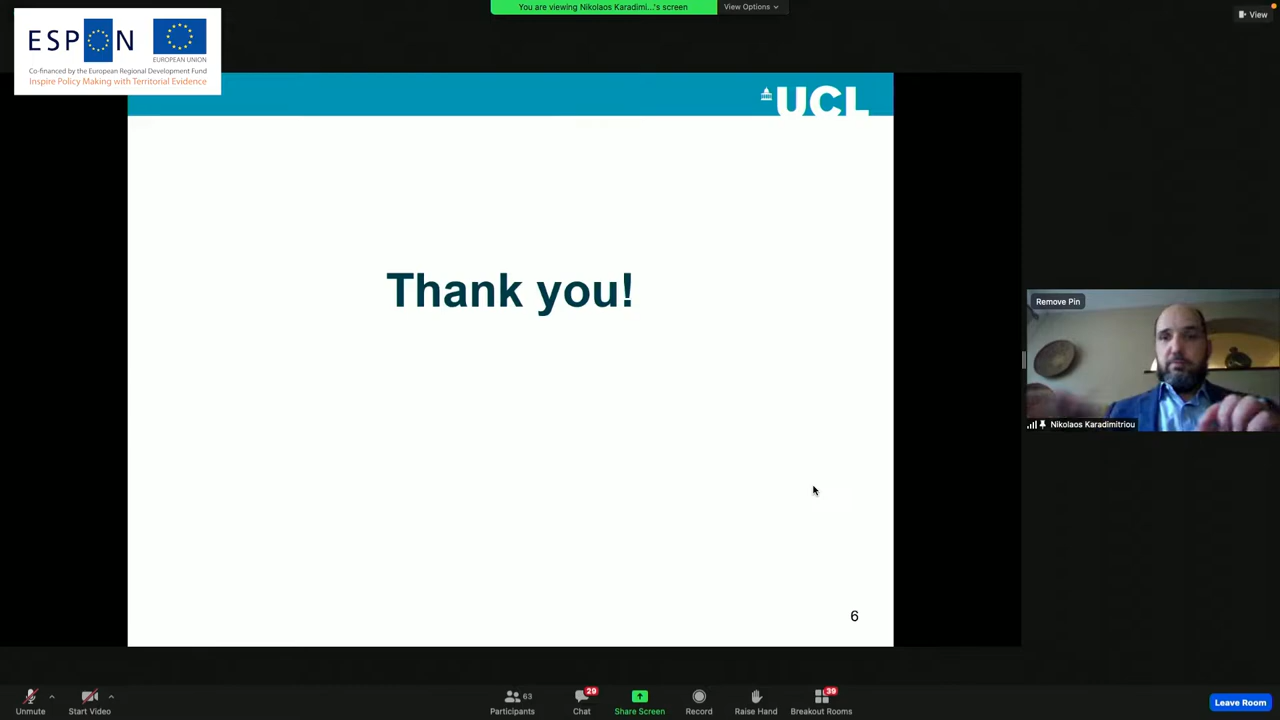 You are viewing Nikolaos Karadimi...'s screen
View Options
View
ESPON
EUROPEAN UNION
Co-financed by the European Regional Development Fund
Inspire Policy Making with Territorial Evidence
UCL
Thank you!
6
Remove Pin
Nikolaos Karadimitriou
Unmute
Start Video
63
Participants
29
Chat
Share Screen
Record
Raise Hand
39
Breakout Rooms
Leave Room